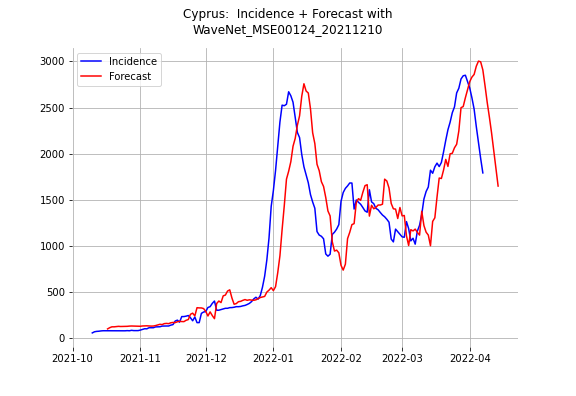 Cyprus:  Incidence + Forecast with
WaveNet_MSE00124_20211210
Incidence
Forecast
3000
2500
2000
1500
1000
500
0
2021-10 2021-11 2021-12 2022-01 2022-02 2022-03 2022-04